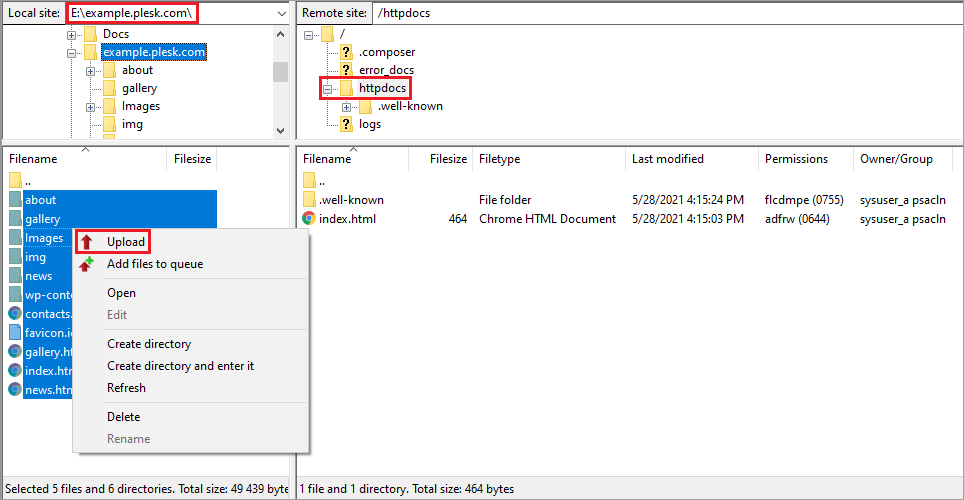 Local site: E:\example.plesk.com\
Docs
example.plesk.com
about
gallery
Images
img
Filename Filesize
..
about
gallery
Images
img
news
wp-conte
contacts.
favicon.ic
gallery.ht
index.htm
news.htm
Upload
Add files to queue
Open
Edit
Create directory
Create directory and enter it
Refresh
Delete
Rename
Selected 5 files and 6 directories. Total size: 49 439 bytes
Remote site: /httpdocs
/
.composer
error_docs
httpdocs
.well-known
logs
Filename Filesize Filetype Last modified Permissions Owner/Group
..
.well-known File folder 5/28/2021 4:15:24 PM flcdmpe (0755) sysuser_a psacln
index.html 464 Chrome HTML Document 5/28/2021 4:15:03 PM adfrw (0644) sysuser_a psacln
1 file and 1 directory. Total size: 464 bytes